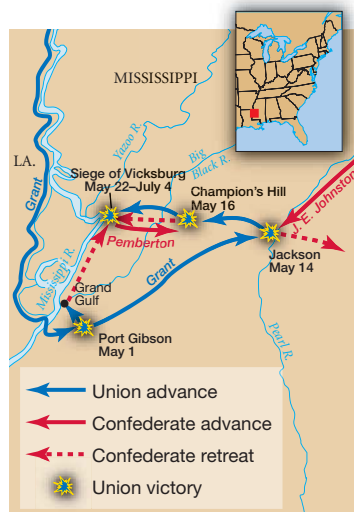 MISSISSIPPI
Yazoo R.
Big
Black R.
LA.
Siege of Vicksburg
May 22–July 4
Champion's Hill
May 16
Grant
J. E. Johnston
Pemberton
Jackson
May 14
Grant
Mississippi R.
Grand
Gulf
Port Gibson
May 1
Pearl R.
Union advance
Confederate advance
Confederate retreat
Union victory